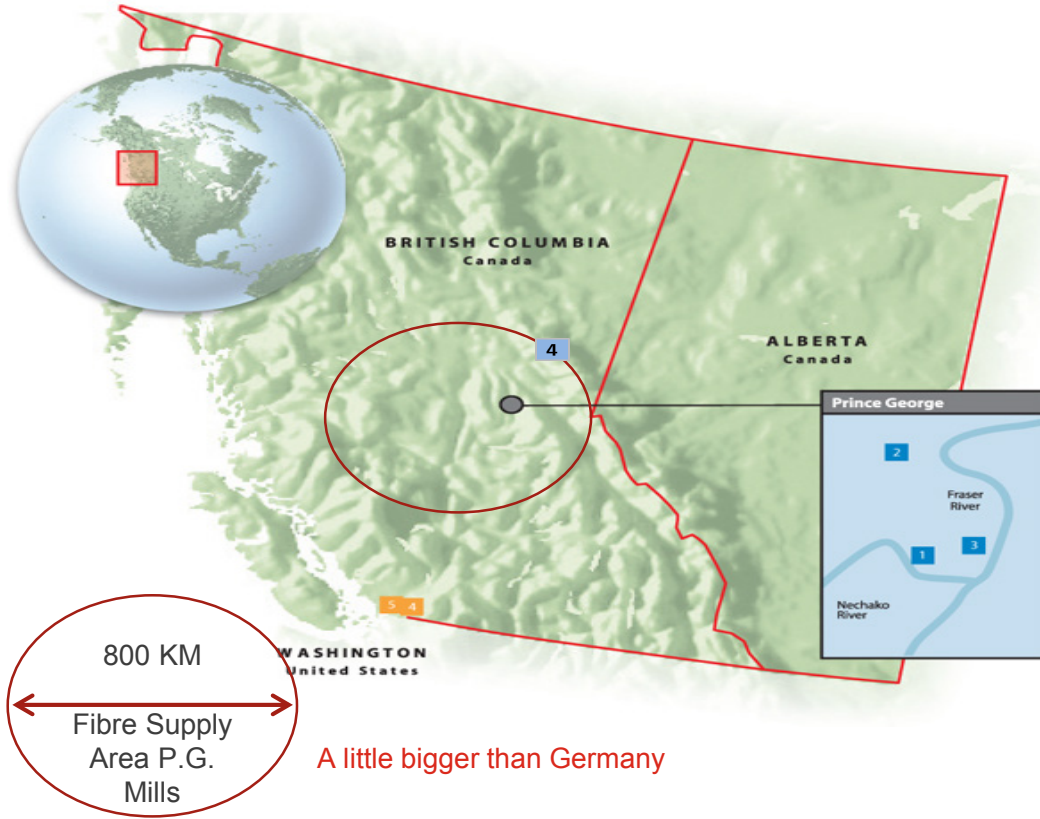 BRITISH COLUMBIA
Canada
4
ALBERTA
Canada
Prince George
2
Fraser
River
3
1
Nechako
River
5 4
WASHINGTON
United States
800 KM
Fibre Supply
Area P.G.
Mills
A little bigger than Germany